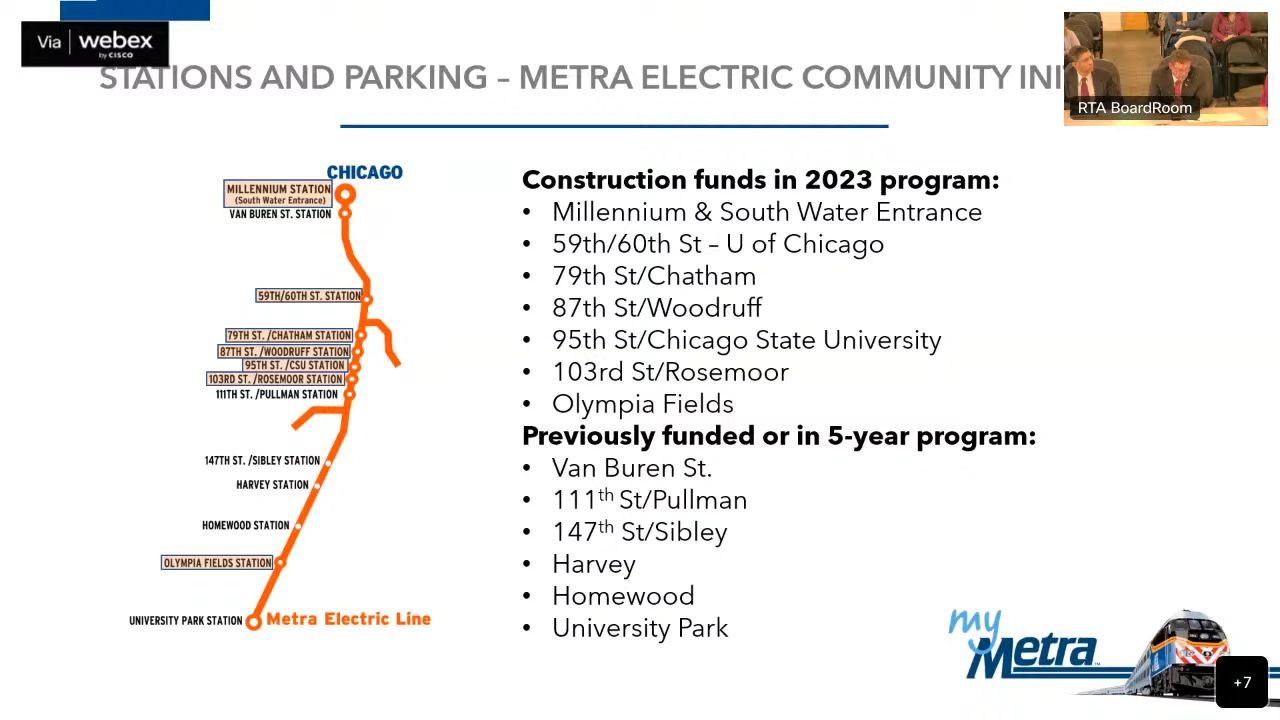 Via webex
by CISCO
STATIONS AND PARKING – METRA ELECTRIC COMMUNITY INI
RTA BoardRoom
CHICAGO
MILLENNIUM STATION
(South Water Entrance)
VAN BUREN ST. STATION
59TH/60TH ST. STATION
79TH ST. /CHATHAM STATION
87TH ST. /WOODRUFF STATION
95TH ST. /CSU STATION
103RD ST. /ROSEMOOR STATION
111TH ST. /PULLMAN STATION
147TH ST. /SIBLEY STATION
HARVEY STATION
HOMEWOOD STATION
OLYMPIA FIELDS STATION
UNIVERSITY PARK STATION
Metra Electric Line
Construction funds in 2023 program:
• Millennium & South Water Entrance
• 59th/60th St – U of Chicago
• 79th St/Chatham
• 87th St/Woodruff
• 95th St/Chicago State University
• 103rd St/Rosemoor
• Olympia Fields
Previously funded or in 5-year program:
• Van Buren St.
• 111th St/Pullman
• 147th St/Sibley
• Harvey
• Homewood
• University Park
my
Metra
+7